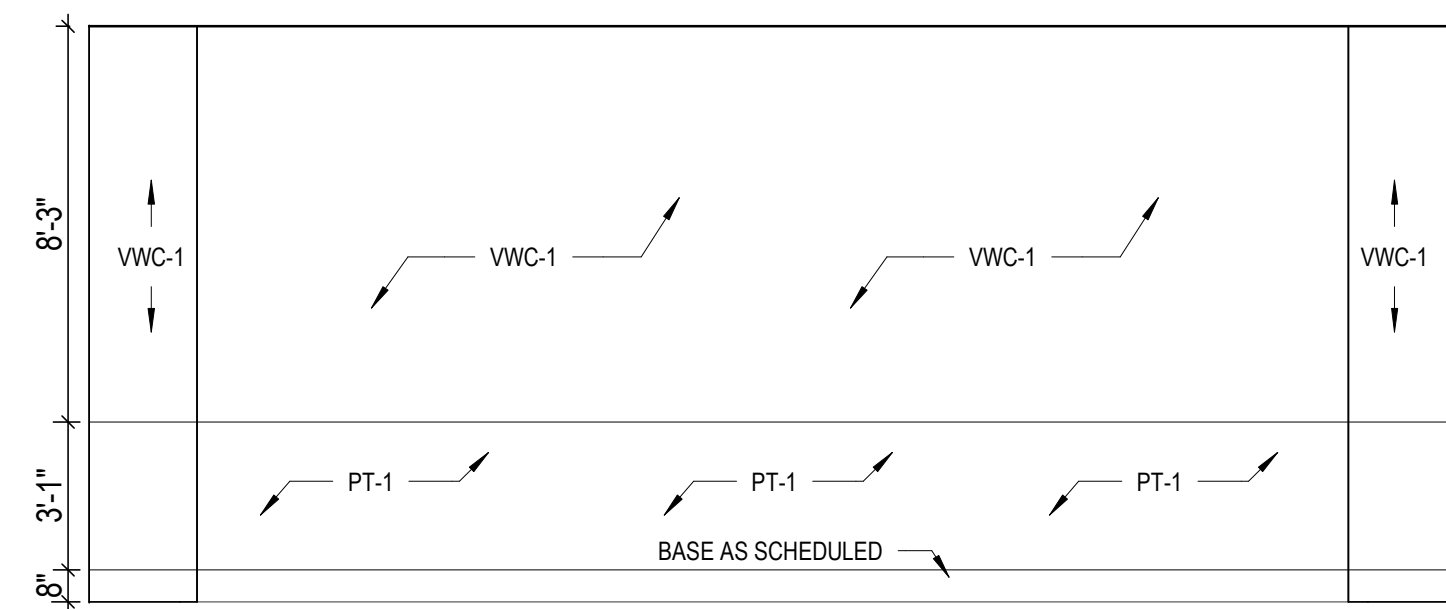 8'-3"
VWC-1
VWC-1
VWC-1
VWC-1
3'-1"
PT-1
PT-1
PT-1
BASE AS SCHEDULED
8"